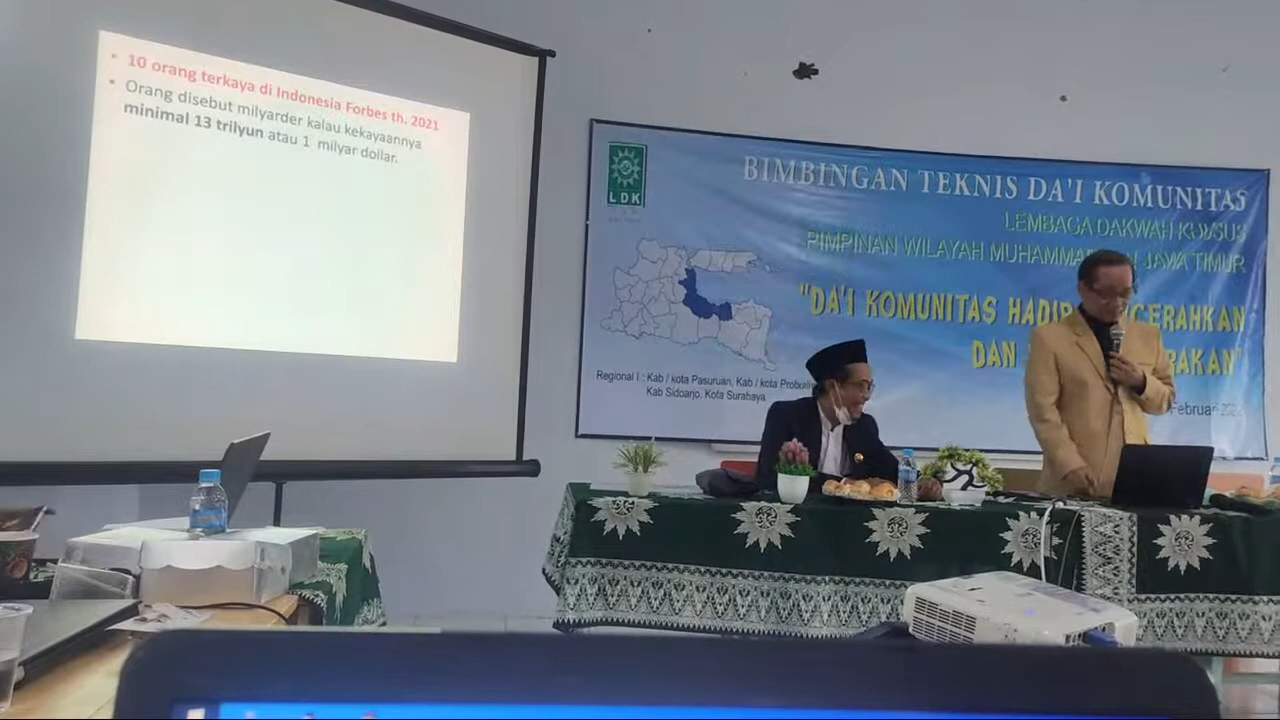 10 orang terkaya di Indonesia Forbes th. 2021
Orang disebut milyarder kalau kekayaannya
minimal 13 trilyun atau 1 milyar dollar.
LDK
BIMBINGAN TEKNIS DA'I KOMUNITAS
LEMBAGA DAKWAH KHUSUS
PIMPINAN WILAYAH JAWA TIMUR
"DA'I KOMUNITAS
DAN
Regional I : Kab / kota Pasuruan, Kab / kota
Kab Sidoarjo, Kota Surabaya
Februari